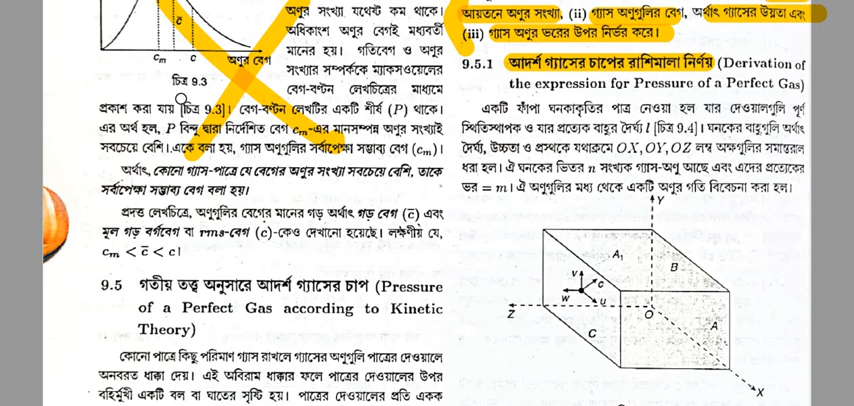 অণুর সংখ্যা যথেষ্ট কম থাকে।
অধিকাংশ অণুর বেগই মধ্যবর্তী
মানের হয়। গতিবেগ ও অণুর
সংখ্যার সম্পর্ককে ম্যাকসওয়েলের
বেগ-বণ্টন লেখচিত্রের মাধ্যমে
c̄
cₘ c অণুর বেগ
চিত্র 9.3
প্রকাশ করা যায় [চিত্র 9.3]। বেগ-বণ্টন লেখটির একটি শীর্ষ (P) থাকে।
এর অর্থ হল, P বিন্দু দ্বারা নির্দেশিত বেগ cₘ-এর মানসম্পন্ন অণুর সংখ্যাই
সবচেয়ে বেশি। একে বলা হয়, গ্যাস অণুগুলির সর্বাপেক্ষা সম্ভাব্য বেগ (cₘ)।
অর্থাৎ, কোনো গ্যাস-পাত্রে যে বেগের অণুর সংখ্যা সবচেয়ে বেশি, তাকে
সর্বাপেক্ষা সম্ভাব্য বেগ বলা হয়।
প্রদত্ত লেখচিত্রে, অণুগুলির বেগের মানের গড় অর্থাৎ গড় বেগ (c̄) এবং
মূল গড় বর্গবেগ বা rms-বেগ (c)-কেও দেখানো হয়েছে। লক্ষণীয় যে,
cₘ < c̄ < c।
9.5 গতীয় তত্ত্ব অনুসারে আদর্শ গ্যাসের চাপ (Pressure
of a Perfect Gas according to Kinetic
Theory)
কোনো পাত্রে কিছু পরিমাণ গ্যাস রাখলে গ্যাসের অণুগুলি পাত্রের দেওয়ালে
অনবরত ধাক্কা দেয়। এই অবিরাম ধাক্কার ফলে পাত্রের দেওয়ালের উপর
বহির্মুখী একটি বল বা ঘাতের সৃষ্টি হয়। পাত্রের দেওয়ালের প্রতি একক
আয়তনে অণুর সংখ্যা, (ii) গ্যাস অণুগুলির বেগ, অর্থাৎ গ্যাসের উষ্ণতা এবং
(iii) গ্যাস অণুর ভরের উপর নির্ভর করে।
9.5.1 আদর্শ গ্যাসের চাপের রাশিমালা নির্ণয় (Derivation of
the expression for Pressure of a Perfect Gas)
একটি ফাঁপা ঘনকাকৃতির পাত্র নেওয়া হল যার দেওয়ালগুলি পূর্ণ
স্থিতিস্থাপক ও যার প্রত্যেক বাহুর দৈর্ঘ্য l [চিত্র 9.4]। ঘনকের বাহুগুলি অর্থাৎ
দৈর্ঘ্য, উচ্চতা ও প্রস্থকে যথাক্রমে OX, OY, OZ লম্ব অক্ষগুলির সমান্তরাল
ধরা হল। ঐ ঘনকের ভিতর n সংখ্যক গ্যাস-অণু আছে এবং এদের প্রত্যেকের
ভর = m। ঐ অণুগুলির মধ্য থেকে একটি অণুর গতি বিবেচনা করা হল।
Y
A₁
B
v c
w u
Z O
C A
X